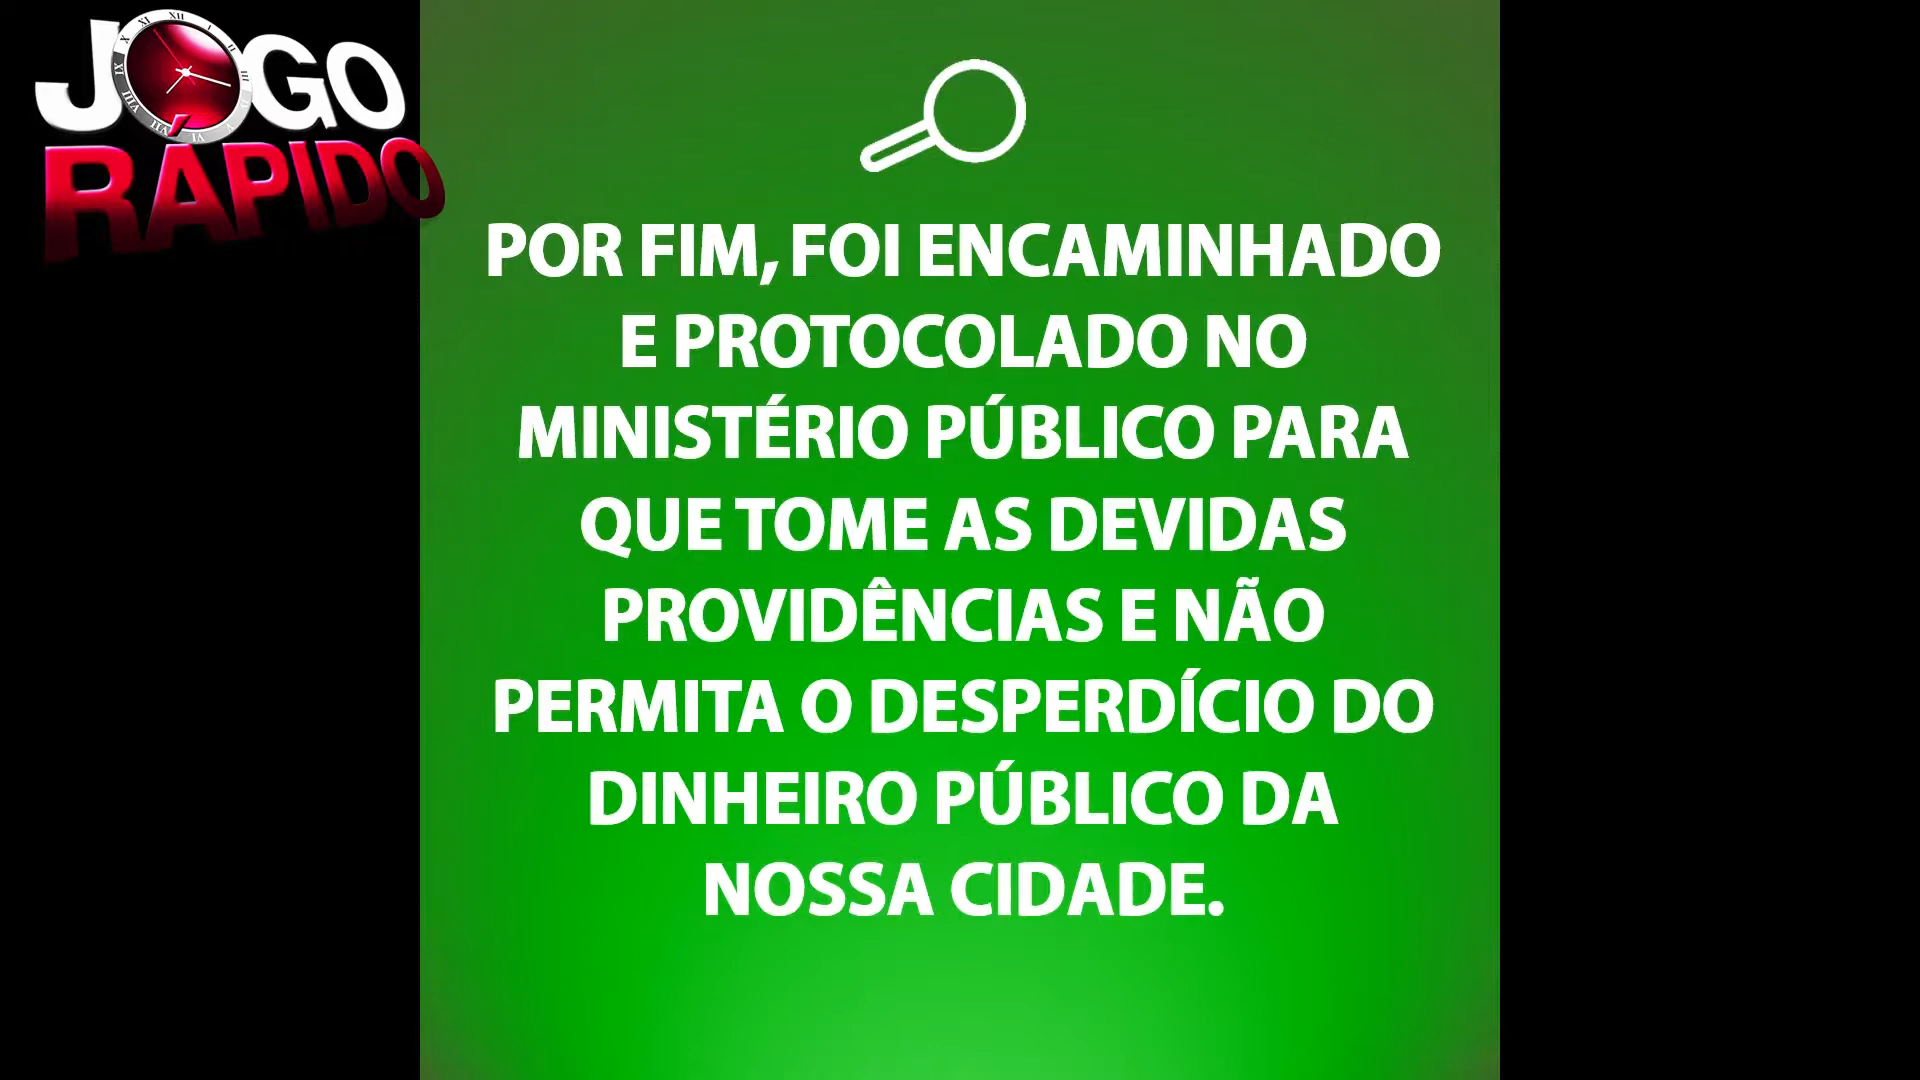 JOGO
RÁPIDO
POR FIM, FOI ENCAMINHADO
E PROTOCOLADO NO
MINISTÉRIO PÚBLICO PARA
QUE TOME AS DEVIDAS
PROVIDÊNCIAS E NÃO
PERMITA O DESPERDÍCIO DO
DINHEIRO PÚBLICO DA
NOSSA CIDADE.